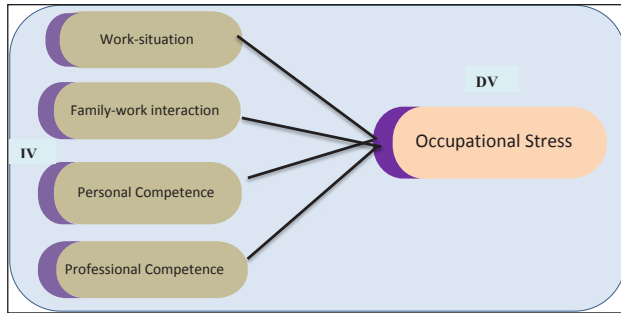 Work-situation
DV
Family-work interaction
Occupational Stress
IV
Personal Competence
Professional Competence